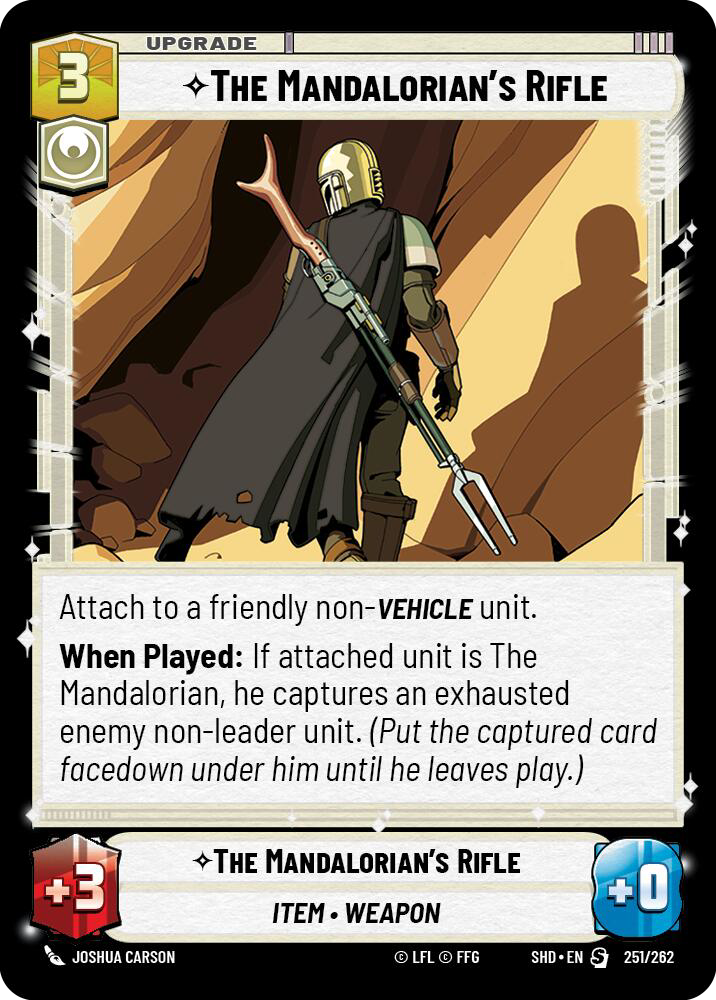 UPGRADE
3
✧THE MANDALORIAN'S RIFLE
Attach to a friendly non-VEHICLE unit.
When Played: If attached unit is The
Mandalorian, he captures an exhausted
enemy non-leader unit. (Put the captured card
facedown under him until he leaves play.)
✧THE MANDALORIAN'S RIFLE
+3
+0
ITEM • WEAPON
JOSHUA CARSON
© LFL © FFG
SHD • EN
251/262